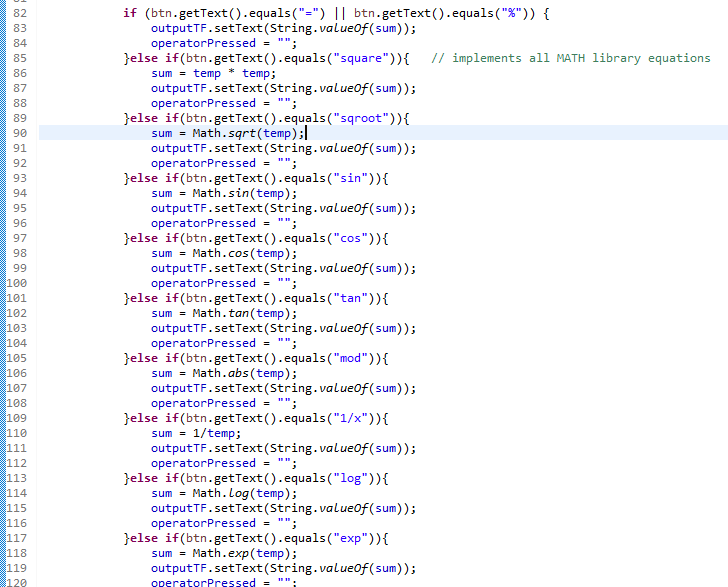 82 if (btn.getText().equals("=") || btn.getText().equals("%")) {
83 outputTF.setText(String.valueOf(sum));
84 operatorPressed = "";
85 }else if(btn.getText().equals("square")){ // implements all MATH library equations
86 sum = temp * temp;
87 outputTF.setText(String.valueOf(sum));
88 operatorPressed = "";
89 }else if(btn.getText().equals("sqroot")){
90 sum = Math.sqrt(temp);
91 outputTF.setText(String.valueOf(sum));
92 operatorPressed = "";
93 }else if(btn.getText().equals("sin")){
94 sum = Math.sin(temp);
95 outputTF.setText(String.valueOf(sum));
96 operatorPressed = "";
97 }else if(btn.getText().equals("cos")){
98 sum = Math.cos(temp);
99 outputTF.setText(String.valueOf(sum));
100 operatorPressed = "";
101 }else if(btn.getText().equals("tan")){
102 sum = Math.tan(temp);
103 outputTF.setText(String.valueOf(sum));
104 operatorPressed = "";
105 }else if(btn.getText().equals("mod")){
106 sum = Math.abs(temp);
107 outputTF.setText(String.valueOf(sum));
108 operatorPressed = "";
109 }else if(btn.getText().equals("1/x")){
110 sum = 1/temp;
111 outputTF.setText(String.valueOf(sum));
112 operatorPressed = "";
113 }else if(btn.getText().equals("log")){
114 sum = Math.log(temp);
115 outputTF.setText(String.valueOf(sum));
116 operatorPressed = "";
117 }else if(btn.getText().equals("exp")){
118 sum = Math.exp(temp);
119 outputTF.setText(String.valueOf(sum));
120 operatorPressed = "";